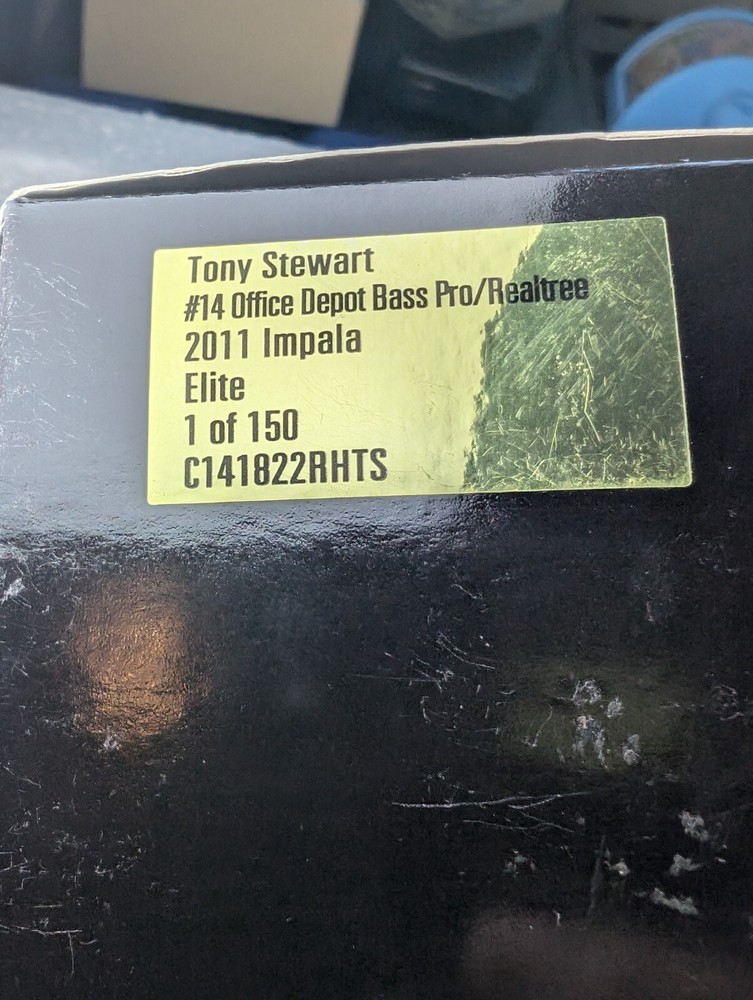 Tony Stewart
#14 Office Depot Bass Pro/Realtree
2011 Impala
Elite
1 of 150
C141822RHTS